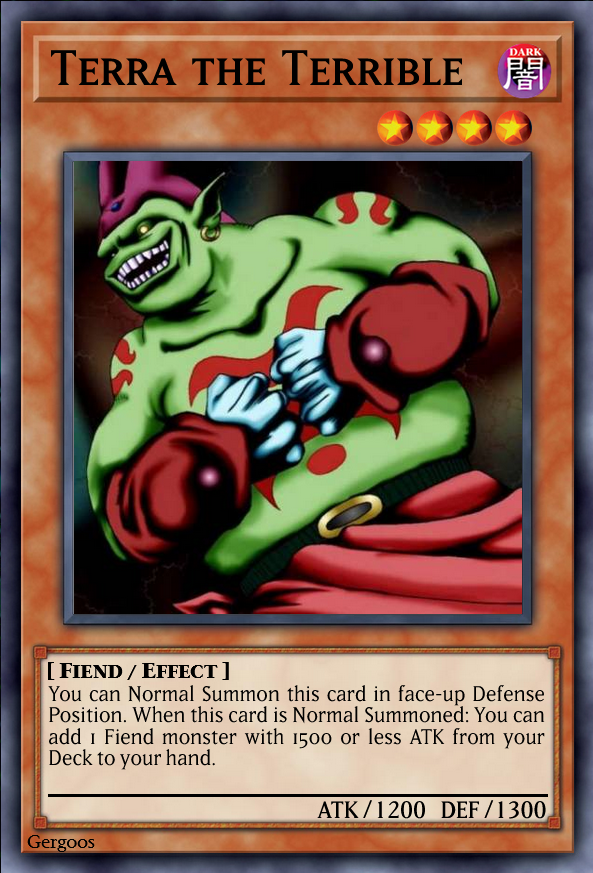 Terra the Terrible
DARK
闇
[ Fiend / Effect ]
You can Normal Summon this card in face-up Defense
Position. When this card is Normal Summoned: You can
add 1 Fiend monster with 1500 or less ATK from your
Deck to your hand.
ATK/1200 DEF/1300
Gergoos